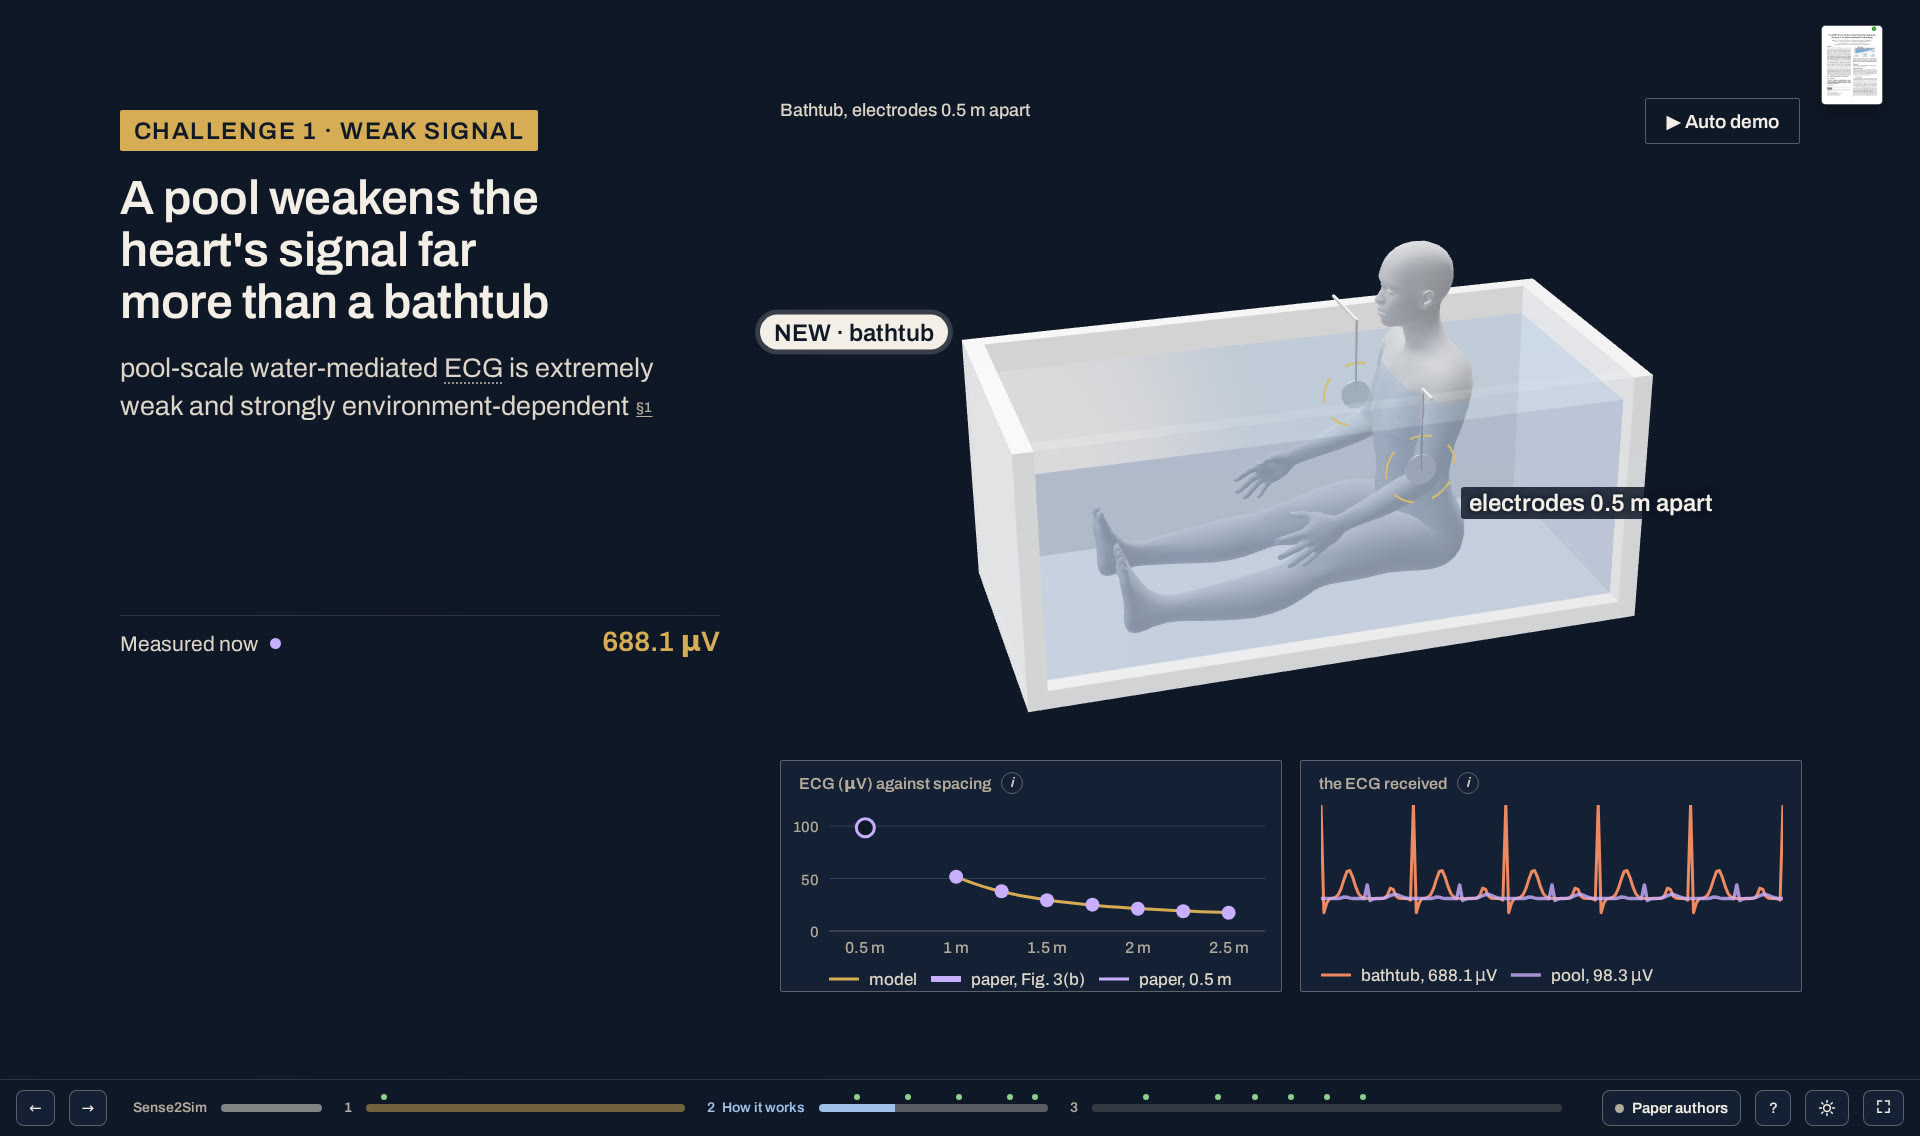 CHALLENGE 1 · WEAK SIGNAL
A pool weakens the
heart's signal far
more than a bathtub
pool-scale water-mediated ECG is extremely
weak and strongly environment-dependent §1
Measured now
688.1 µV
Bathtub, electrodes 0.5 m apart
▶ Auto demo
NEW · bathtub
electrodes 0.5 m apart
ECG (µV) against spacing i
100
50
0
0.5 m 1 m 1.5 m 2 m 2.5 m
model paper, Fig. 3(b) paper, 0.5 m
the ECG received i
bathtub, 688.1 µV pool, 98.3 µV
← → Sense2Sim 1 2 How it works 3 Paper authors ?